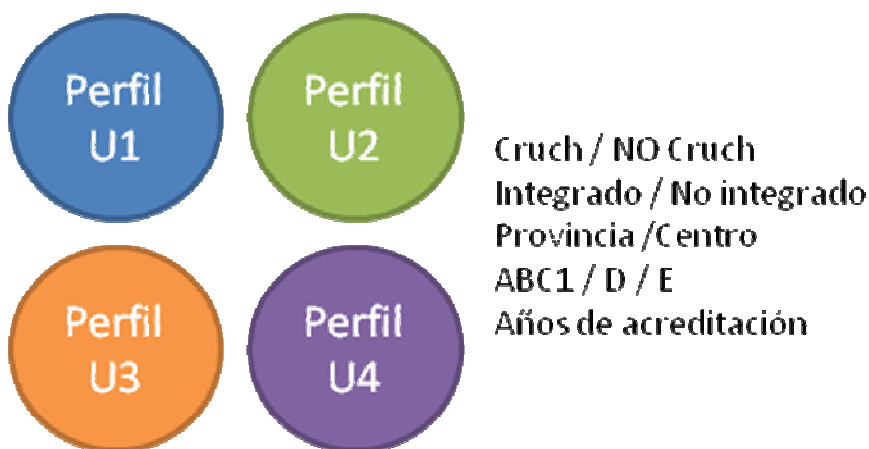 Perfil
U1
Perfil
U2
Perfil
U3
Perfil
U4
Cruch / NO Cruch
Integrado / No integrado
Provincia /Centro
ABC1 / D / E
Años de acreditación